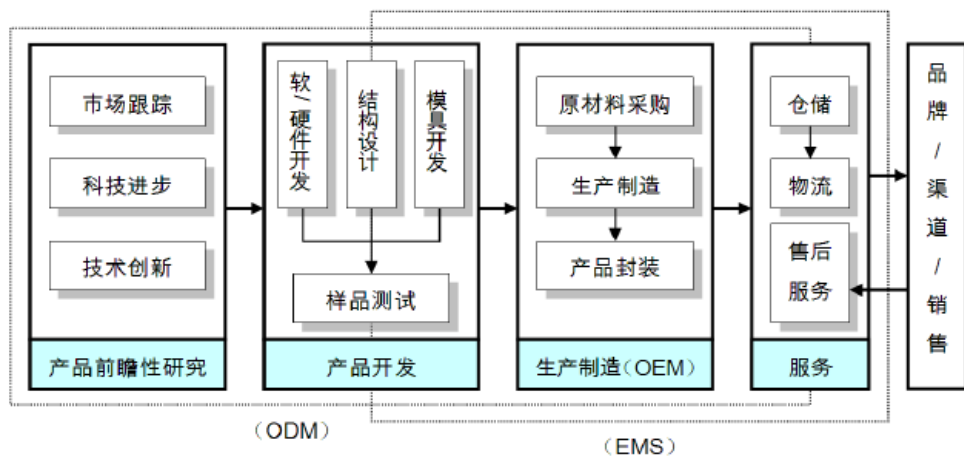 市场跟踪
科技进步
技术创新
产品前瞻性研究
软/硬件开发
结构设计
模具开发
样品测试
产品开发
原材料采购
生产制造
产品封装
生产制造(OEM)
仓储
物流
售后
服务
服务
品牌/渠道/销售
（ODM）
（EMS）